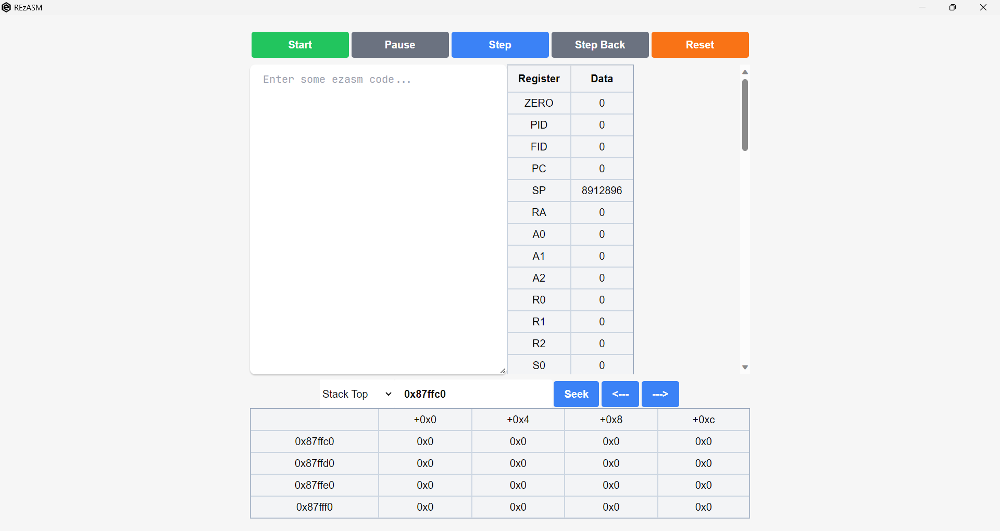 REzASM
Start Pause Step Step Back Reset
Enter some ezasm code...
Register Data
ZERO 0
PID 0
FID 0
PC 0
SP 8912896
RA 0
A0 0
A1 0
A2 0
R0 0
R1 0
R2 0
S0 0
Stack Top 0x87ffc0 Seek <--- --->
+0x0 +0x4 +0x8 +0xc
0x87ffc0 0x0 0x0 0x0 0x0
0x87ffd0 0x0 0x0 0x0 0x0
0x87ffe0 0x0 0x0 0x0 0x0
0x87fff0 0x0 0x0 0x0 0x0